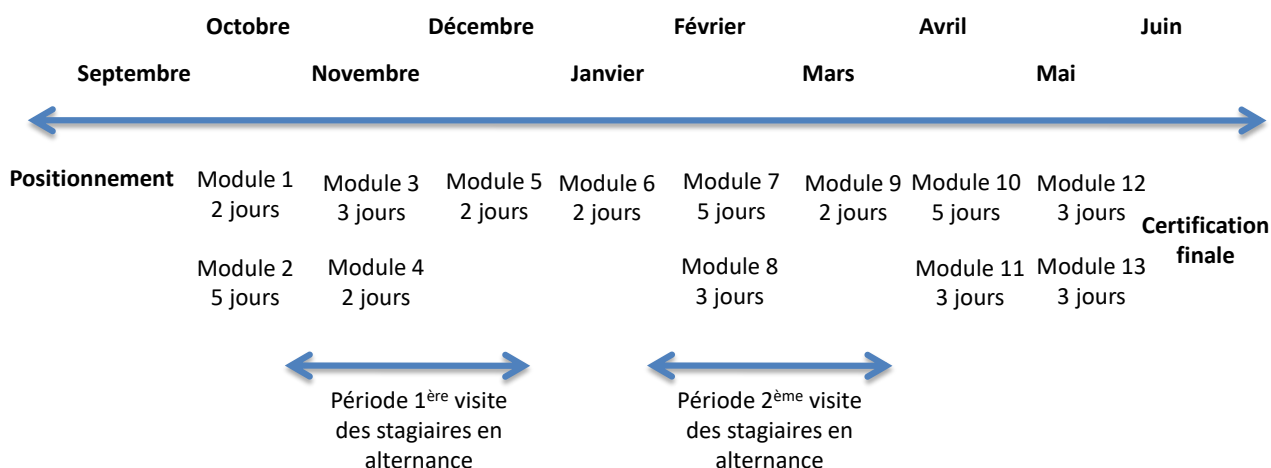 Octobre Décembre Février Avril Juin
Septembre Novembre Janvier Mars Mai
Positionnement
Module 1
2 jours
Module 3
3 jours
Module 5
2 jours
Module 6
2 jours
Module 7
5 jours
Module 9
2 jours
Module 10
5 jours
Module 12
3 jours
Certification
finale
Module 2
5 jours
Module 4
2 jours
Module 8
3 jours
Module 11
3 jours
Module 13
3 jours
Période 1ère visite
des stagiaires en
alternance
Période 2ème visite
des stagiaires en
alternance